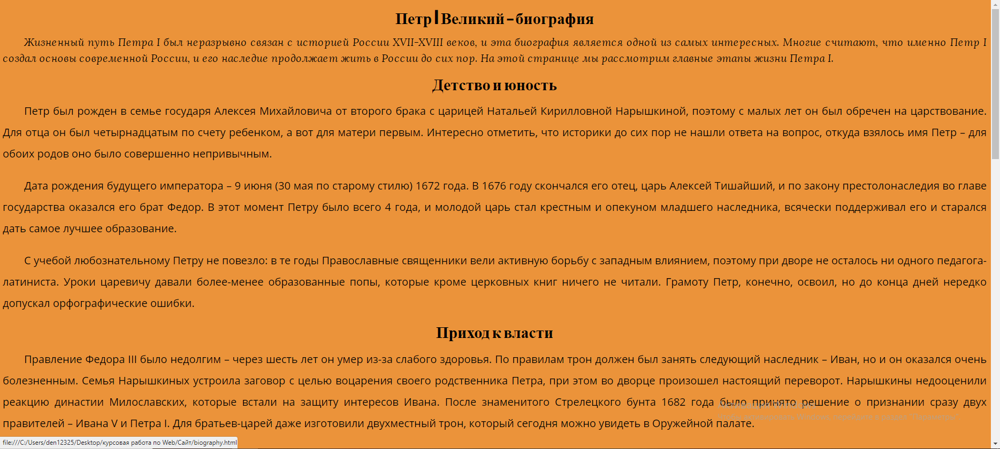 Петр I Великий – биография
Жизненный путь Петра I был неразрывно связан с историей России XVII-XVIII веков, и эта биография является одной из самых интересных. Многие считают, что именно Петр I
создал основы современной России, и его наследие продолжает жить в России до сих пор. На этой странице мы рассмотрим главные этапы жизни Петра I.
Детство и юность
Петр был рожден в семье государя Алексея Михайловича от второго брака с царицей Натальей Кирилловной Нарышкиной, поэтому с малых лет он был обречен на царствование.
Для отца он был четырнадцатым по счету ребенком, а вот для матери первым. Интересно отметить, что историки до сих пор не нашли ответа на вопрос, откуда взялось имя Петр – для
обоих родов оно было совершенно непривычным.
Дата рождения будущего императора – 9 июня (30 мая по старому стилю) 1672 года. В 1676 году скончался его отец, царь Алексей Тишайший, и по закону престолонаследия во главе
государства оказался его брат Федор. В этот момент Петру было всего 4 года, и молодой царь стал крестным и опекуном младшего наследника, всячески поддерживал его и старался
дать самое лучшее образование.
С учебой любознательному Петру не повезло: в те годы Православные священники вели активную борьбу с западным влиянием, поэтому при дворе не осталось ни одного педагога-
латиниста. Уроки царевичу давали более-менее образованные попы, которые кроме церковных книг ничего не читали. Грамоту Петр, конечно, освоил, но до конца дней нередко
допускал орфографические ошибки.
Приход к власти
Правление Федора III было недолгим – через шесть лет он умер из-за слабого здоровья. По правилам трон должен был занять следующий наследник – Иван, но и он оказался очень
болезненным. Семья Нарышкиных устроила заговор с целью воцарения своего родственника Петра, при этом во дворце произошел настоящий переворот. Нарышкины недооценили
реакцию династии Милославских, которые встали на защиту интересов Ивана. После знаменитого Стрелецкого бунта 1682 года было принято решение о признании сразу двух
правителей – Ивана V и Петра I. Для братьев-царей даже изготовили двухместный трон, который сегодня можно увидеть в Оружейной палате.
file:///C:/Users/den12325/Desktop/курсовая работа по Web/Сайт/biography.html